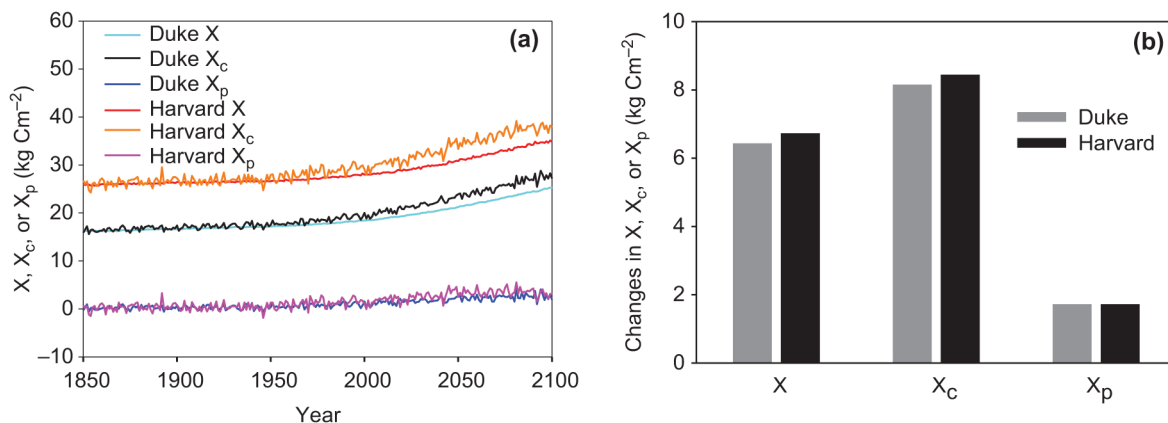 (a)
X, X_c, or X_p (kg Cm⁻²)
60
50
40
30
20
10
0
–10
Duke X
Duke X_c
Duke X_p
Harvard X
Harvard X_c
Harvard X_p
1850 1900 1950 2000 2050 2100
Year
(b)
Changes in X, X_c, or X_p (kg Cm⁻²)
10
8
6
4
2
0
Duke
Harvard
X X_c X_p